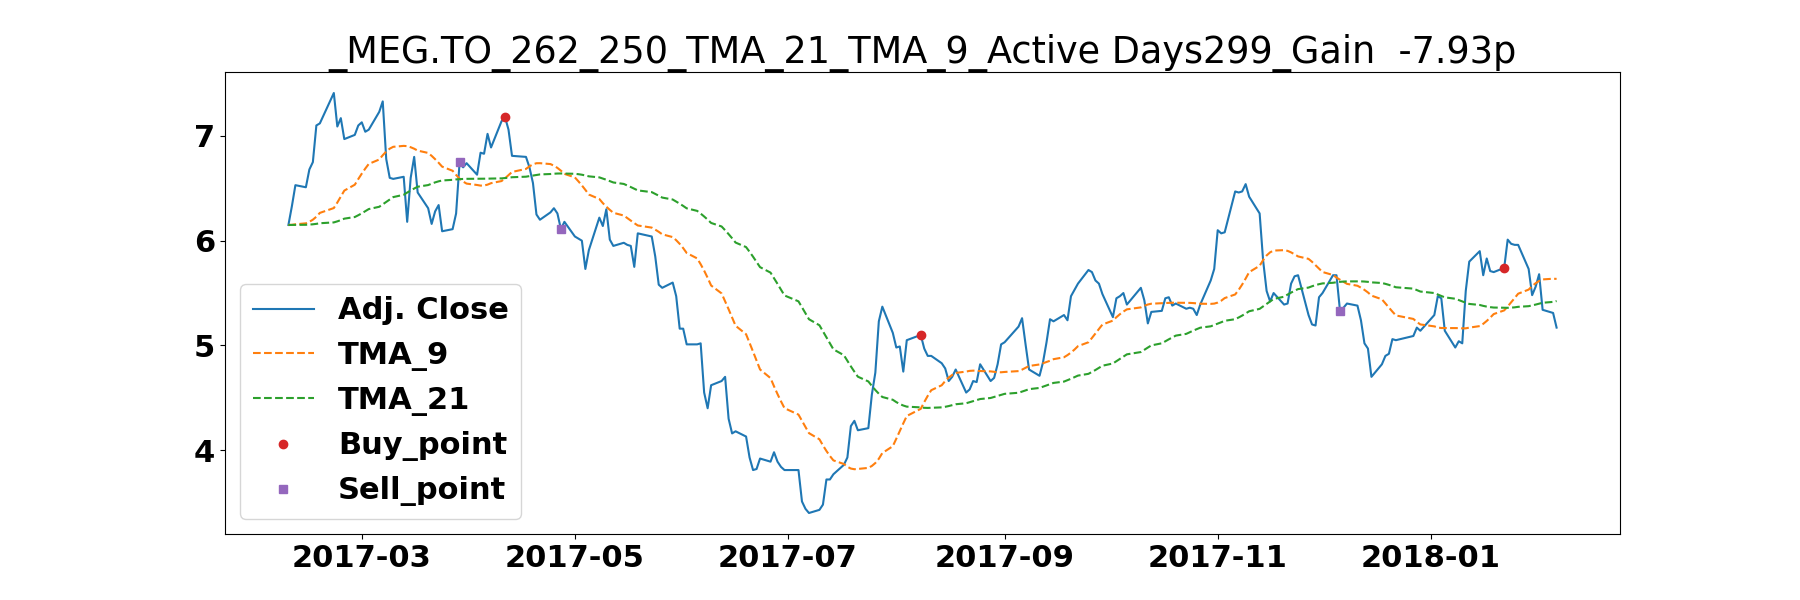 _MEG.TO_262_250_TMA_21_TMA_9_Active Days299_Gain  -7.93p
7
6
5
4
Adj. Close
TMA_9
TMA_21
Buy_point
Sell_point
2017-03 2017-05 2017-07 2017-09 2017-11 2018-01